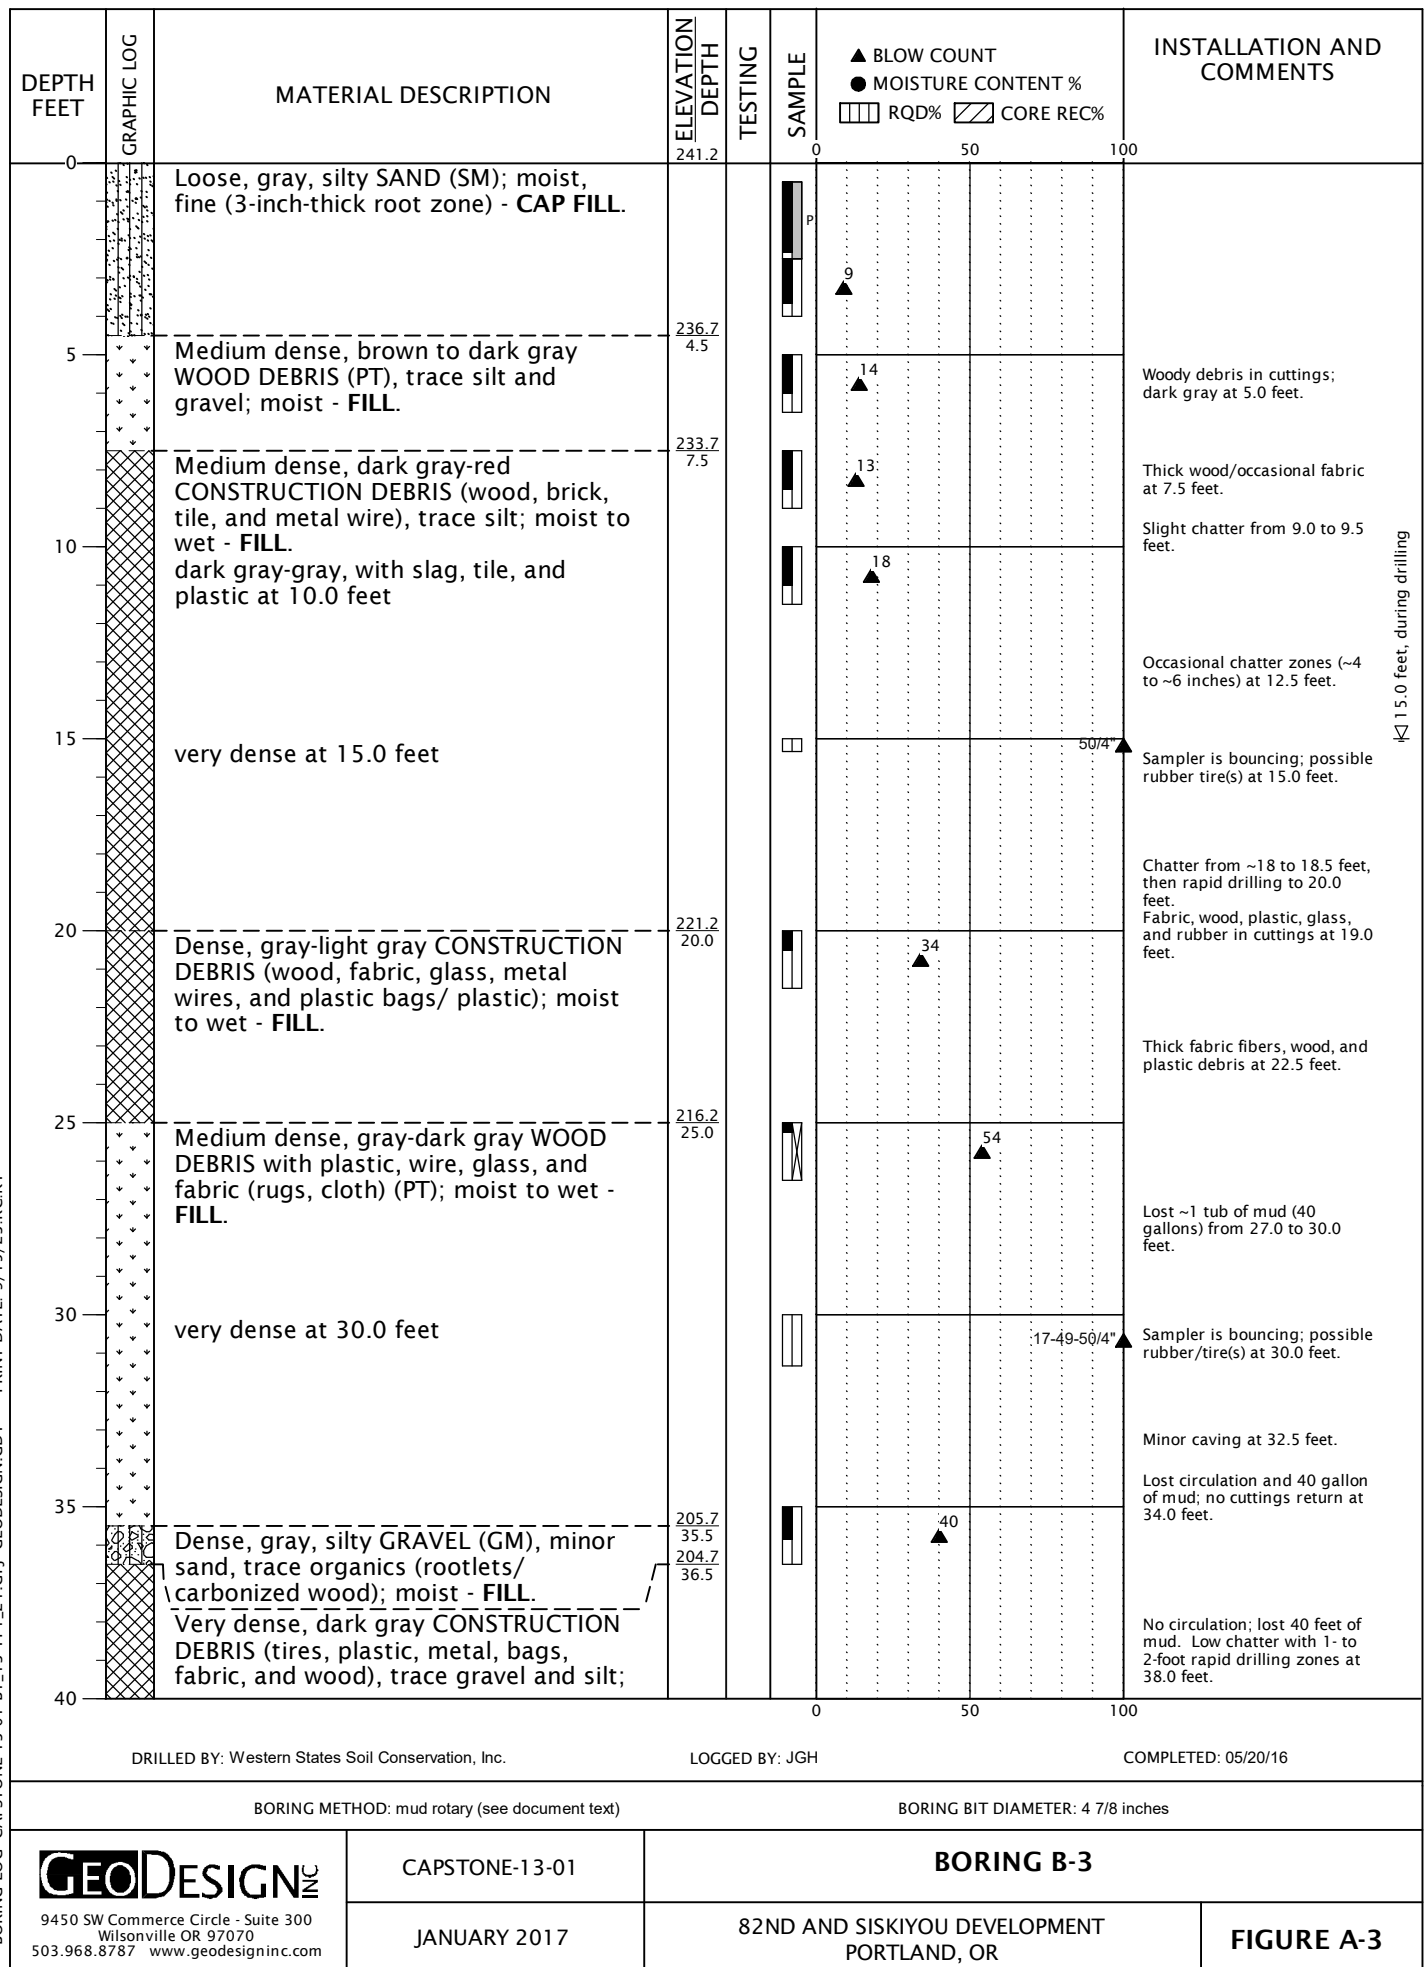 DEPTH
FEET
GRAPHIC LOG
MATERIAL DESCRIPTION
ELEVATION
DEPTH
TESTING
SAMPLE
▲ BLOW COUNT
● MOISTURE CONTENT %
RQD% CORE REC%
INSTALLATION AND
COMMENTS
241.2
0 50 100
0
Loose, gray, silty SAND (SM); moist,
fine (3-inch-thick root zone) - CAP FILL.
P
9
236.7
4.5
5
Medium dense, brown to dark gray
WOOD DEBRIS (PT), trace silt and
gravel; moist - FILL.
14
Woody debris in cuttings;
dark gray at 5.0 feet.
233.7
7.5
Medium dense, dark gray-red
CONSTRUCTION DEBRIS (wood, brick,
tile, and metal wire), trace silt; moist to
wet - FILL.
13
Thick wood/occasional fabric
at 7.5 feet.
Slight chatter from 9.0 to 9.5
feet.
10
dark gray-gray, with slag, tile, and
plastic at 10.0 feet
18
Occasional chatter zones (~4
to ~6 inches) at 12.5 feet.
15.0 feet, during drilling
15
very dense at 15.0 feet
50/4"
Sampler is bouncing; possible
rubber tire(s) at 15.0 feet.
Chatter from ~18 to 18.5 feet,
then rapid drilling to 20.0
feet.
Fabric, wood, plastic, glass,
and rubber in cuttings at 19.0
feet.
20
221.2
20.0
Dense, gray-light gray CONSTRUCTION
DEBRIS (wood, fabric, glass, metal
wires, and plastic bags/ plastic); moist
to wet - FILL.
34
Thick fabric fibers, wood, and
plastic debris at 22.5 feet.
25
216.2
25.0
Medium dense, gray-dark gray WOOD
DEBRIS with plastic, wire, glass, and
fabric (rugs, cloth) (PT); moist to wet -
FILL.
54
Lost ~1 tub of mud (40
gallons) from 27.0 to 30.0
feet.
30
very dense at 30.0 feet
17-49-50/4"
Sampler is bouncing; possible
rubber/tire(s) at 30.0 feet.
Minor caving at 32.5 feet.
Lost circulation and 40 gallon
of mud; no cuttings return at
34.0 feet.
35
205.7
35.5
204.7
36.5
Dense, gray, silty GRAVEL (GM), minor
sand, trace organics (rootlets/
carbonized wood); moist - FILL.
40
Very dense, dark gray CONSTRUCTION
DEBRIS (tires, plastic, metal, bags,
fabric, and wood), trace gravel and silt;
No circulation; lost 40 feet of
mud. Low chatter with 1- to
2-foot rapid drilling zones at
38.0 feet.
40
0 50 100
DRILLED BY: Western States Soil Conservation, Inc.
LOGGED BY: JGH
COMPLETED: 05/20/16
BORING METHOD: mud rotary (see document text)
BORING BIT DIAMETER: 4 7/8 inches
GEODESIGN INC
9450 SW Commerce Circle - Suite 300
Wilsonville OR 97070
503.968.8787 www.geodesigninc.com
CAPSTONE-13-01
JANUARY 2017
BORING B-3
82ND AND SISKIYOU DEVELOPMENT
PORTLAND, OR
FIGURE A-3